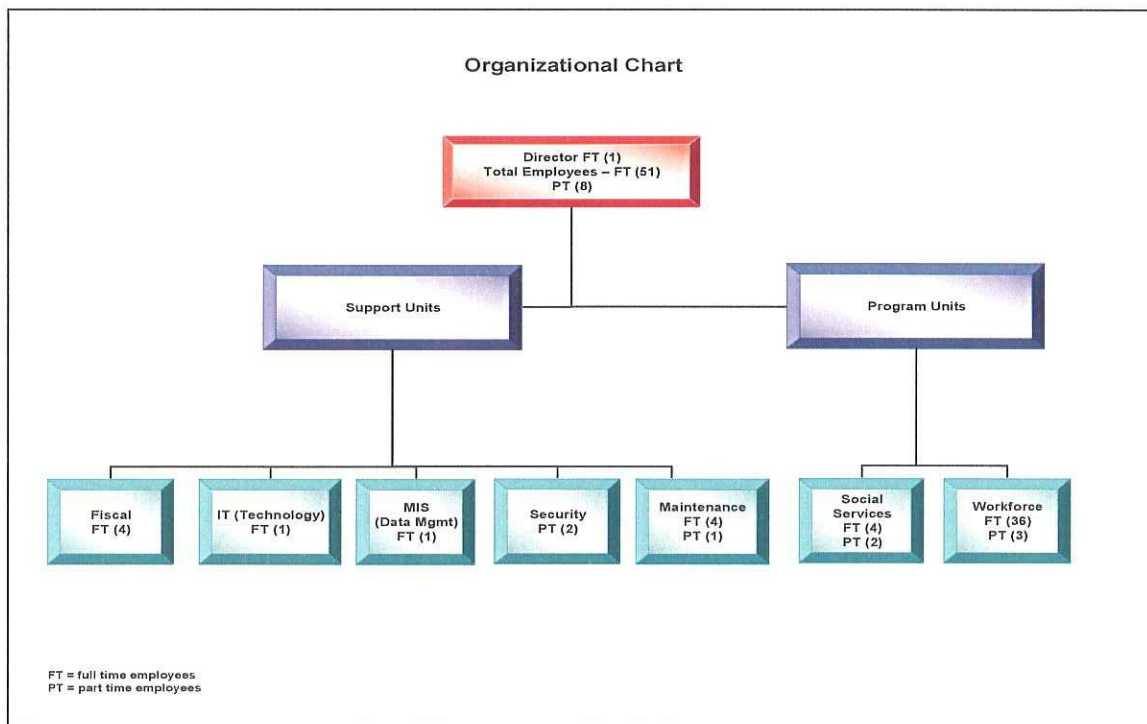 Organizational Chart
Director FT (1)
Total Employees – FT (51)
PT (8)
Support Units
Program Units
Fiscal
FT (4)
IT (Technology)
FT (1)
MIS
(Data Mgmt)
FT (1)
Security
PT (2)
Maintenance
FT (4)
PT (1)
Social
Services
FT (4)
PT (2)
Workforce
FT (36)
PT (3)
FT = full time employees
PT = part time employees